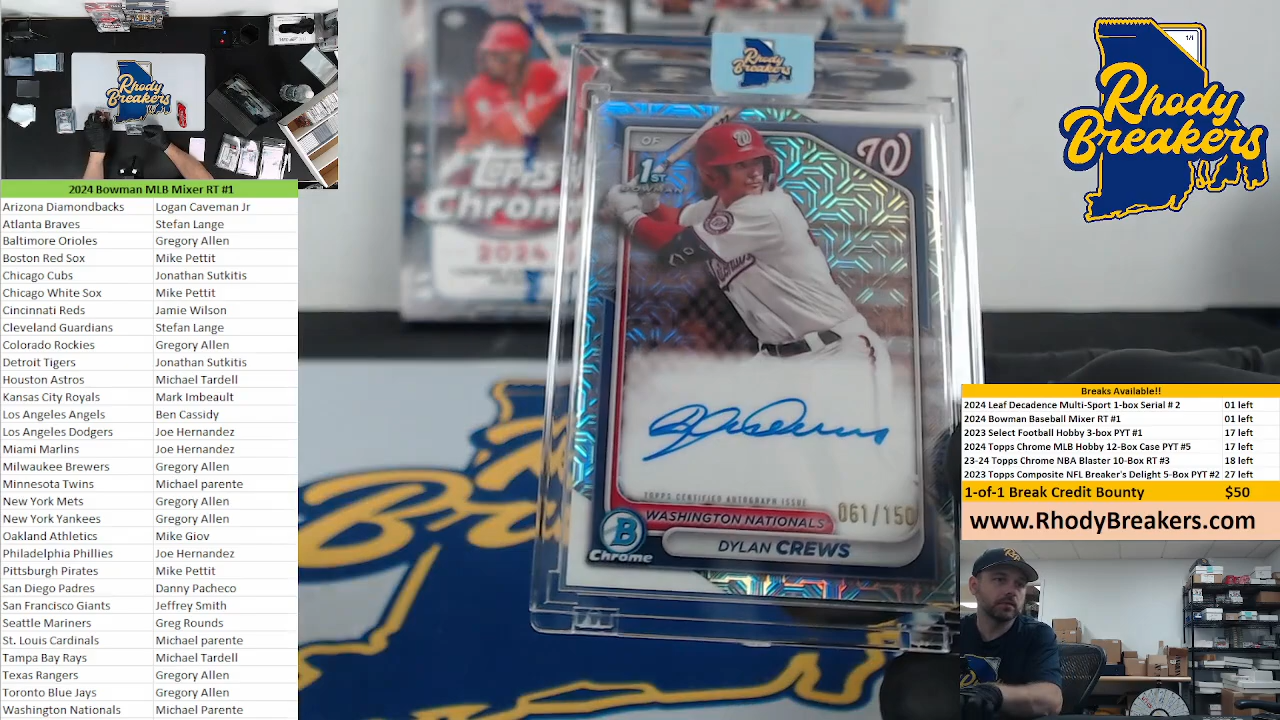 Rhody
Breakers
2024 Bowman MLB Mixer RT #1
Arizona Diamondbacks Logan Caveman Jr
Atlanta Braves Stefan Lange
Baltimore Orioles Gregory Allen
Boston Red Sox Mike Pettit
Chicago Cubs Jonathan Sutkitis
Chicago White Sox Mike Pettit
Cincinnati Reds Jamie Wilson
Cleveland Guardians Stefan Lange
Colorado Rockies Gregory Allen
Detroit Tigers Jonathan Sutkitis
Houston Astros Michael Tardell
Kansas City Royals Mark Imbeault
Los Angeles Angels Ben Cassidy
Los Angeles Dodgers Joe Hernandez
Miami Marlins Joe Hernandez
Milwaukee Brewers Gregory Allen
Minnesota Twins Michael parente
New York Mets Gregory Allen
New York Yankees Gregory Allen
Oakland Athletics Mike Giov
Philadelphia Phillies Joe Hernandez
Pittsburgh Pirates Mike Pettit
San Diego Padres Danny Pacheco
San Francisco Giants Jeffrey Smith
Seattle Mariners Greg Rounds
St. Louis Cardinals Michael parente
Tampa Bay Rays Michael Tardell
Texas Rangers Gregory Allen
Toronto Blue Jays Gregory Allen
Washington Nationals Michael Parente
Topps
Chrome
2024
Rhody
Breakers
OF
1ST
BOWMAN
W
Nationals
TOPPS CERTIFIED AUTOGRAPH ISSUE
WASHINGTON NATIONALS
061/150
B
Chrome
DYLAN CREWS
1/1
Rhody
Breakers
Breaks Available!!
2024 Leaf Decadence Multi-Sport 1-box Serial # 2 01 left
2024 Bowman Baseball Mixer RT #1 01 left
2023 Select Football Hobby 3-box PYT #1 17 left
2024 Topps Chrome MLB Hobby 12-Box Case PYT #5 17 left
23-24 Topps Chrome NBA Blaster 10-Box RT #3 18 left
2023 Topps Composite NFL Breaker's Delight 5-Box PYT #2 27 left
1-of-1 Break Credit Bounty $50
www.RhodyBreakers.com